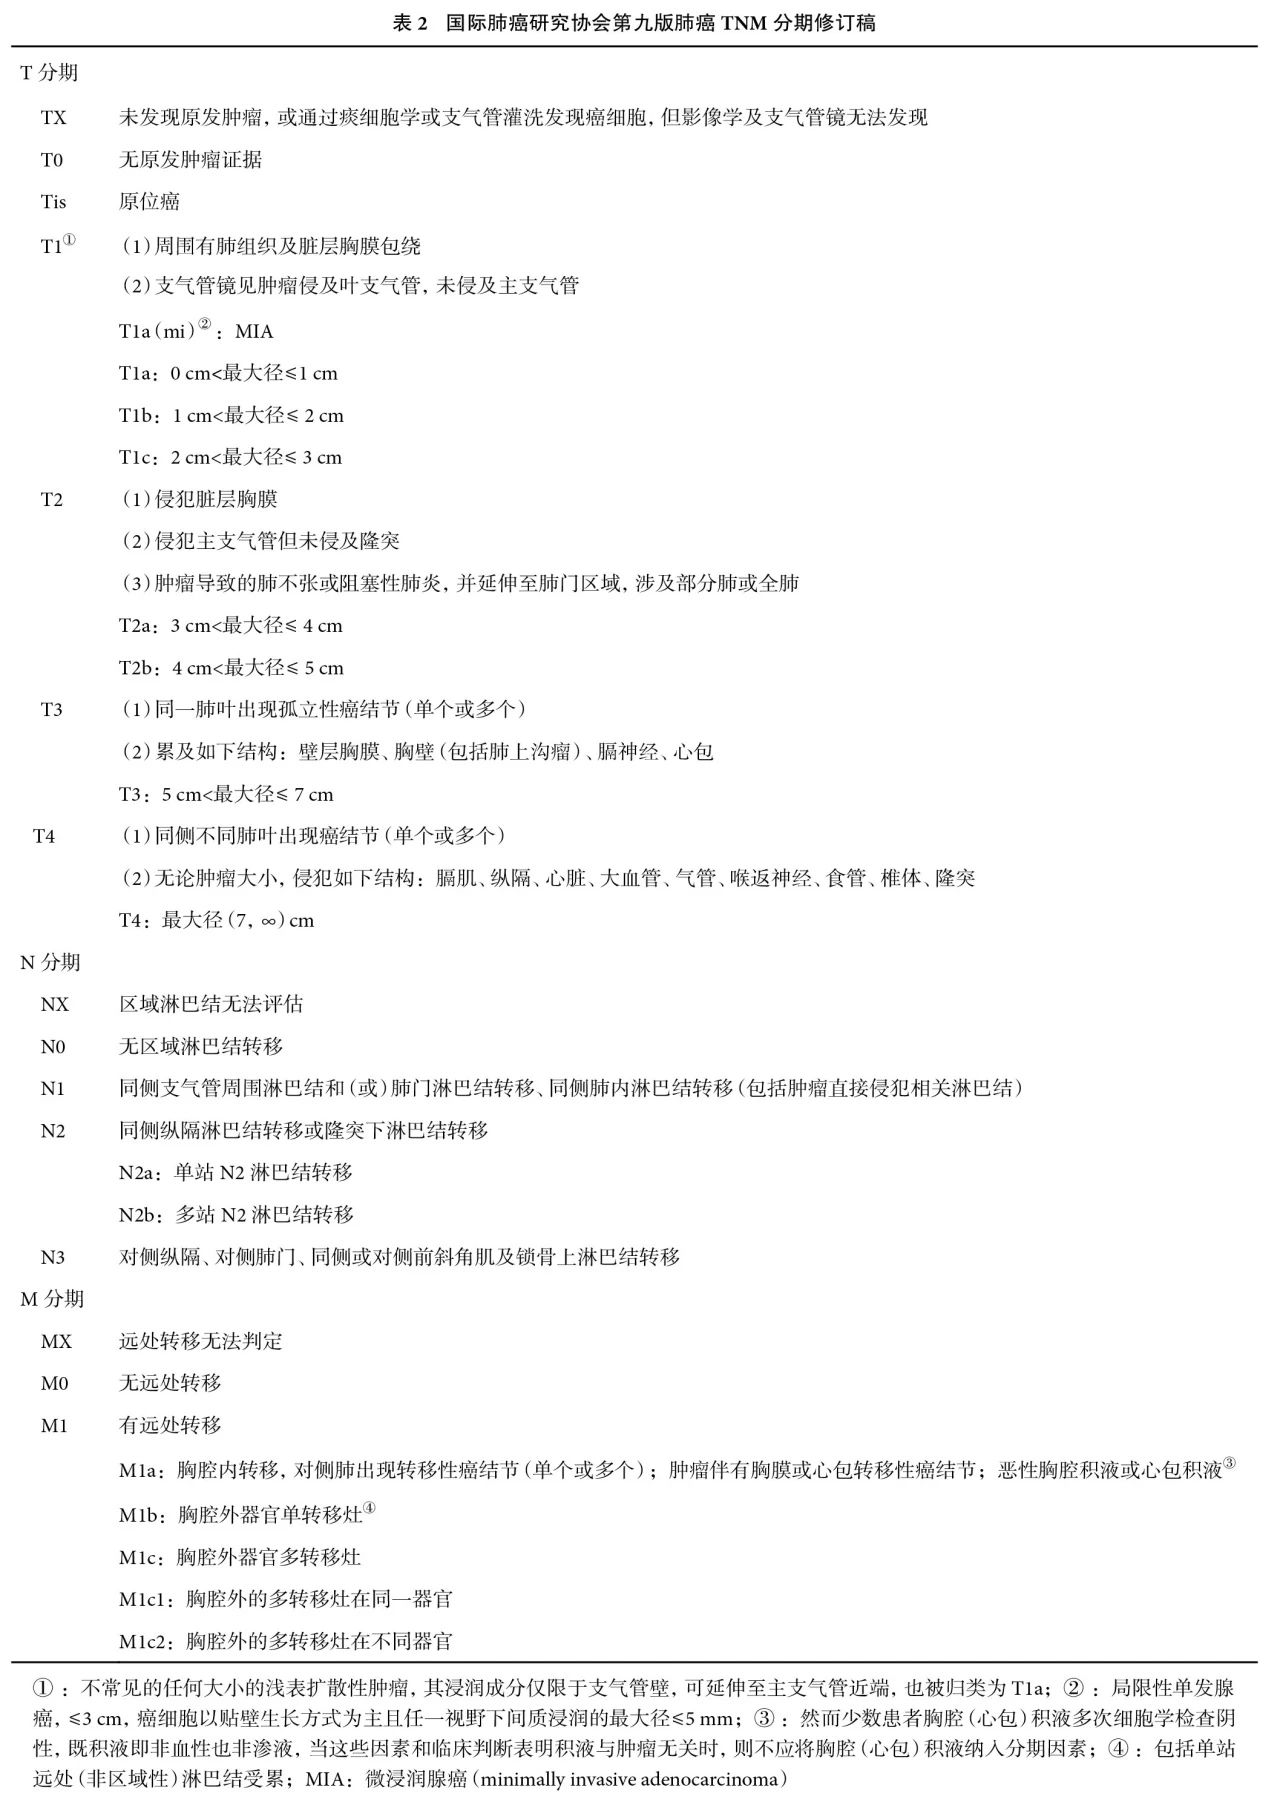 表 2 国际肺癌研究协会第九版肺癌 TNM 分期修订稿
T 分期
TX 未发现原发肿瘤，或通过痰细胞学或支气管灌洗发现癌细胞，但影像学及支气管镜无法发现
T0 无原发肿瘤证据
Tis 原位癌
T1① （1）周围有肺组织及脏层胸膜包绕
（2）支气管镜见肿瘤侵及叶支气管，未侵及主支气管
T1a（mi）②：MIA
T1a：0 cm<最大径≤1 cm
T1b：1 cm<最大径≤ 2 cm
T1c：2 cm<最大径≤ 3 cm
T2 （1）侵犯脏层胸膜
（2）侵犯主支气管但未侵及隆突
（3）肿瘤导致的肺不张或阻塞性肺炎，并延伸至肺门区域，涉及部分肺或全肺
T2a：3 cm<最大径≤ 4 cm
T2b：4 cm<最大径≤ 5 cm
T3 （1）同一肺叶出现孤立性癌结节（单个或多个）
（2）累及如下结构：壁层胸膜、胸壁（包括肺上沟瘤）、膈神经、心包
T3：5 cm<最大径≤ 7 cm
T4 （1）同侧不同肺叶出现癌结节（单个或多个）
（2）无论肿瘤大小，侵犯如下结构：膈肌、纵隔、心脏、大血管、气管、喉返神经、食管、椎体、隆突
T4：最大径（7，∞）cm
N 分期
NX 区域淋巴结无法评估
N0 无区域淋巴结转移
N1 同侧支气管周围淋巴结和（或）肺门淋巴结转移、同侧肺内淋巴结转移（包括肿瘤直接侵犯相关淋巴结）
N2 同侧纵隔淋巴结转移或隆突下淋巴结转移
N2a：单站 N2 淋巴结转移
N2b：多站 N2 淋巴结转移
N3 对侧纵隔、对侧肺门、同侧或对侧前斜角肌及锁骨上淋巴结转移
M 分期
MX 远处转移无法判定
M0 无远处转移
M1 有远处转移
M1a：胸腔内转移，对侧肺出现转移性癌结节（单个或多个）；肿瘤伴有胸膜或心包转移性癌结节；恶性胸腔积液或心包积液③
M1b：胸腔外器官单转移灶④
M1c：胸腔外器官多转移灶
M1c1：胸腔外的多转移灶在同一器官
M1c2：胸腔外的多转移灶在不同器官
①：不常见的任何大小的浅表扩散性肿瘤，其浸润成分仅限于支气管壁，可延伸至主支气管近端，也被归类为 T1a；②：局限性单发腺
癌，≤3 cm，癌细胞以贴壁生长方式为主且任一视野下间质浸润的最大径≤5 mm；③：然而少数患者胸腔（心包）积液多次细胞学检查阴
性，既积液即非血性也非渗液，当这些因素和临床判断表明积液与肿瘤无关时，则不应将胸腔（心包）积液纳入分期因素；④：包括单站
远处（非区域性）淋巴结受累；MIA：微浸润腺癌（minimally invasive adenocarcinoma）